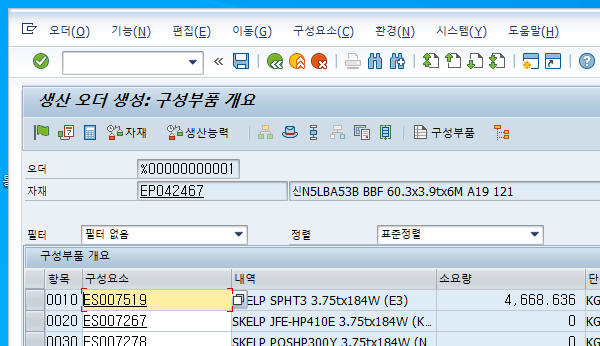 오더(O) 기능(N) 편집(E) 이동(G) 구성요소(C) 환경(N) 시스템(Y) 도움말(H)
생산 오더 생성: 구성부품 개요
자재 생산능력 구성부품
오더 %00000000001
자재 EP042467 신N5LBA53B BBF 60.3x3.9tx6M A19 121
필터 필터 없음 정렬 표준정렬
구성부품 개요
항목 구성요소 내역 소요량 단
0010 ES007519 SKELP SPHT3 3.75tx184W (E3) 4,668.636 KG
0020 ES007267 SKELP JFE-HP410E 3.75tx184W (K... 0 KG
0030 ES007278 SKELP POSHP300Y 3.75tx184W (N... 0 KG